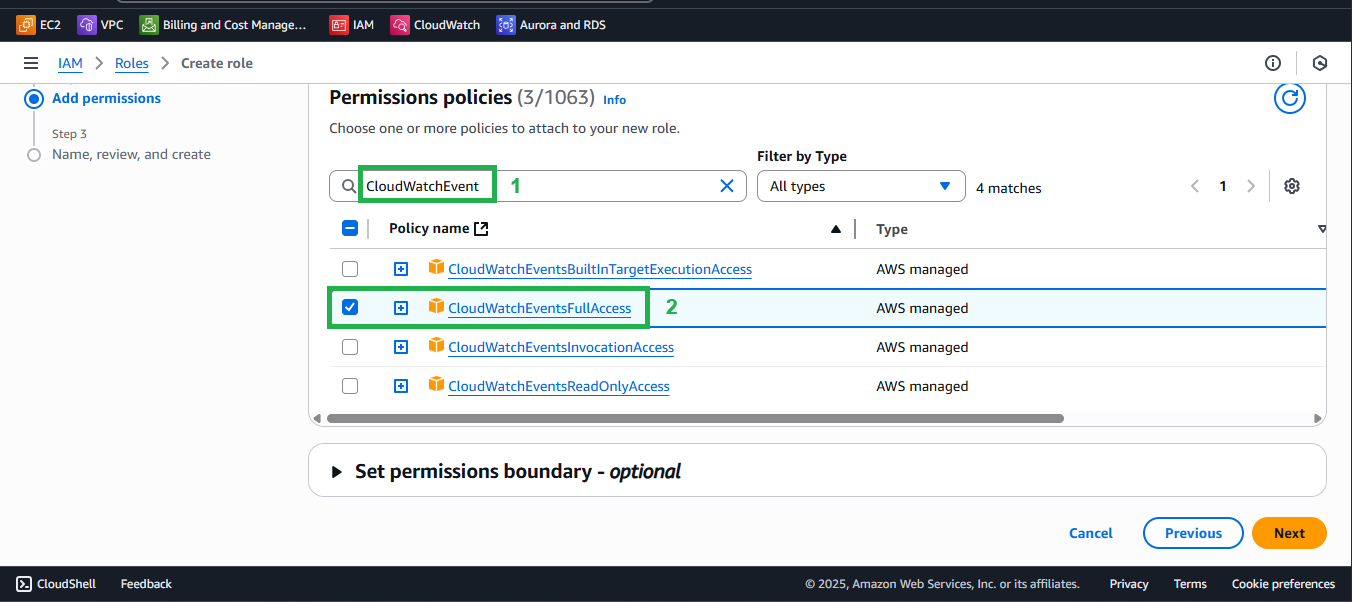 EC2 VPC Billing and Cost Manage... IAM CloudWatch Aurora and RDS
IAM Roles Create role
Add permissions
Step 3
Name, review, and create
Permissions policies (3/1063) Info
Choose one or more policies to attach to your new role.
Filter by Type
CloudWatchEvent 1 All types 4 matches 1
Policy name Type
CloudWatchEventsBuiltInTargetExecutionAccess AWS managed
CloudWatchEventsFullAccess 2 AWS managed
CloudWatchEventsInvocationAccess AWS managed
CloudWatchEventsReadOnlyAccess AWS managed
Set permissions boundary - optional
Cancel Previous Next
CloudShell Feedback © 2025, Amazon Web Services, Inc. or its affiliates. Privacy Terms Cookie preferences